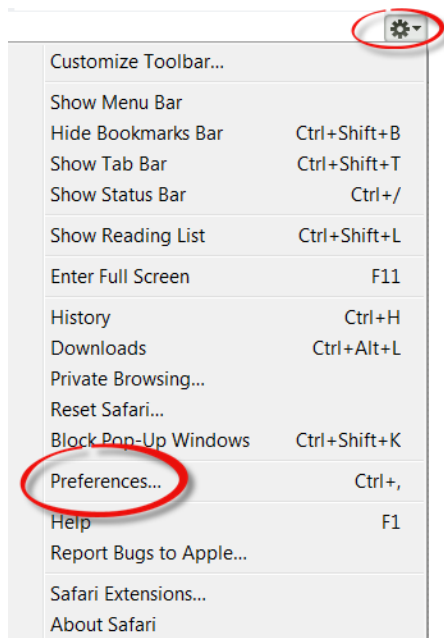 Customize Toolbar...
Show Menu Bar
Hide Bookmarks Bar Ctrl+Shift+B
Show Tab Bar Ctrl+Shift+T
Show Status Bar Ctrl+/
Show Reading List Ctrl+Shift+L
Enter Full Screen F11
History Ctrl+H
Downloads Ctrl+Alt+L
Private Browsing...
Reset Safari...
Block Pop-Up Windows Ctrl+Shift+K
Preferences... Ctrl+,
Help F1
Report Bugs to Apple...
Safari Extensions...
About Safari